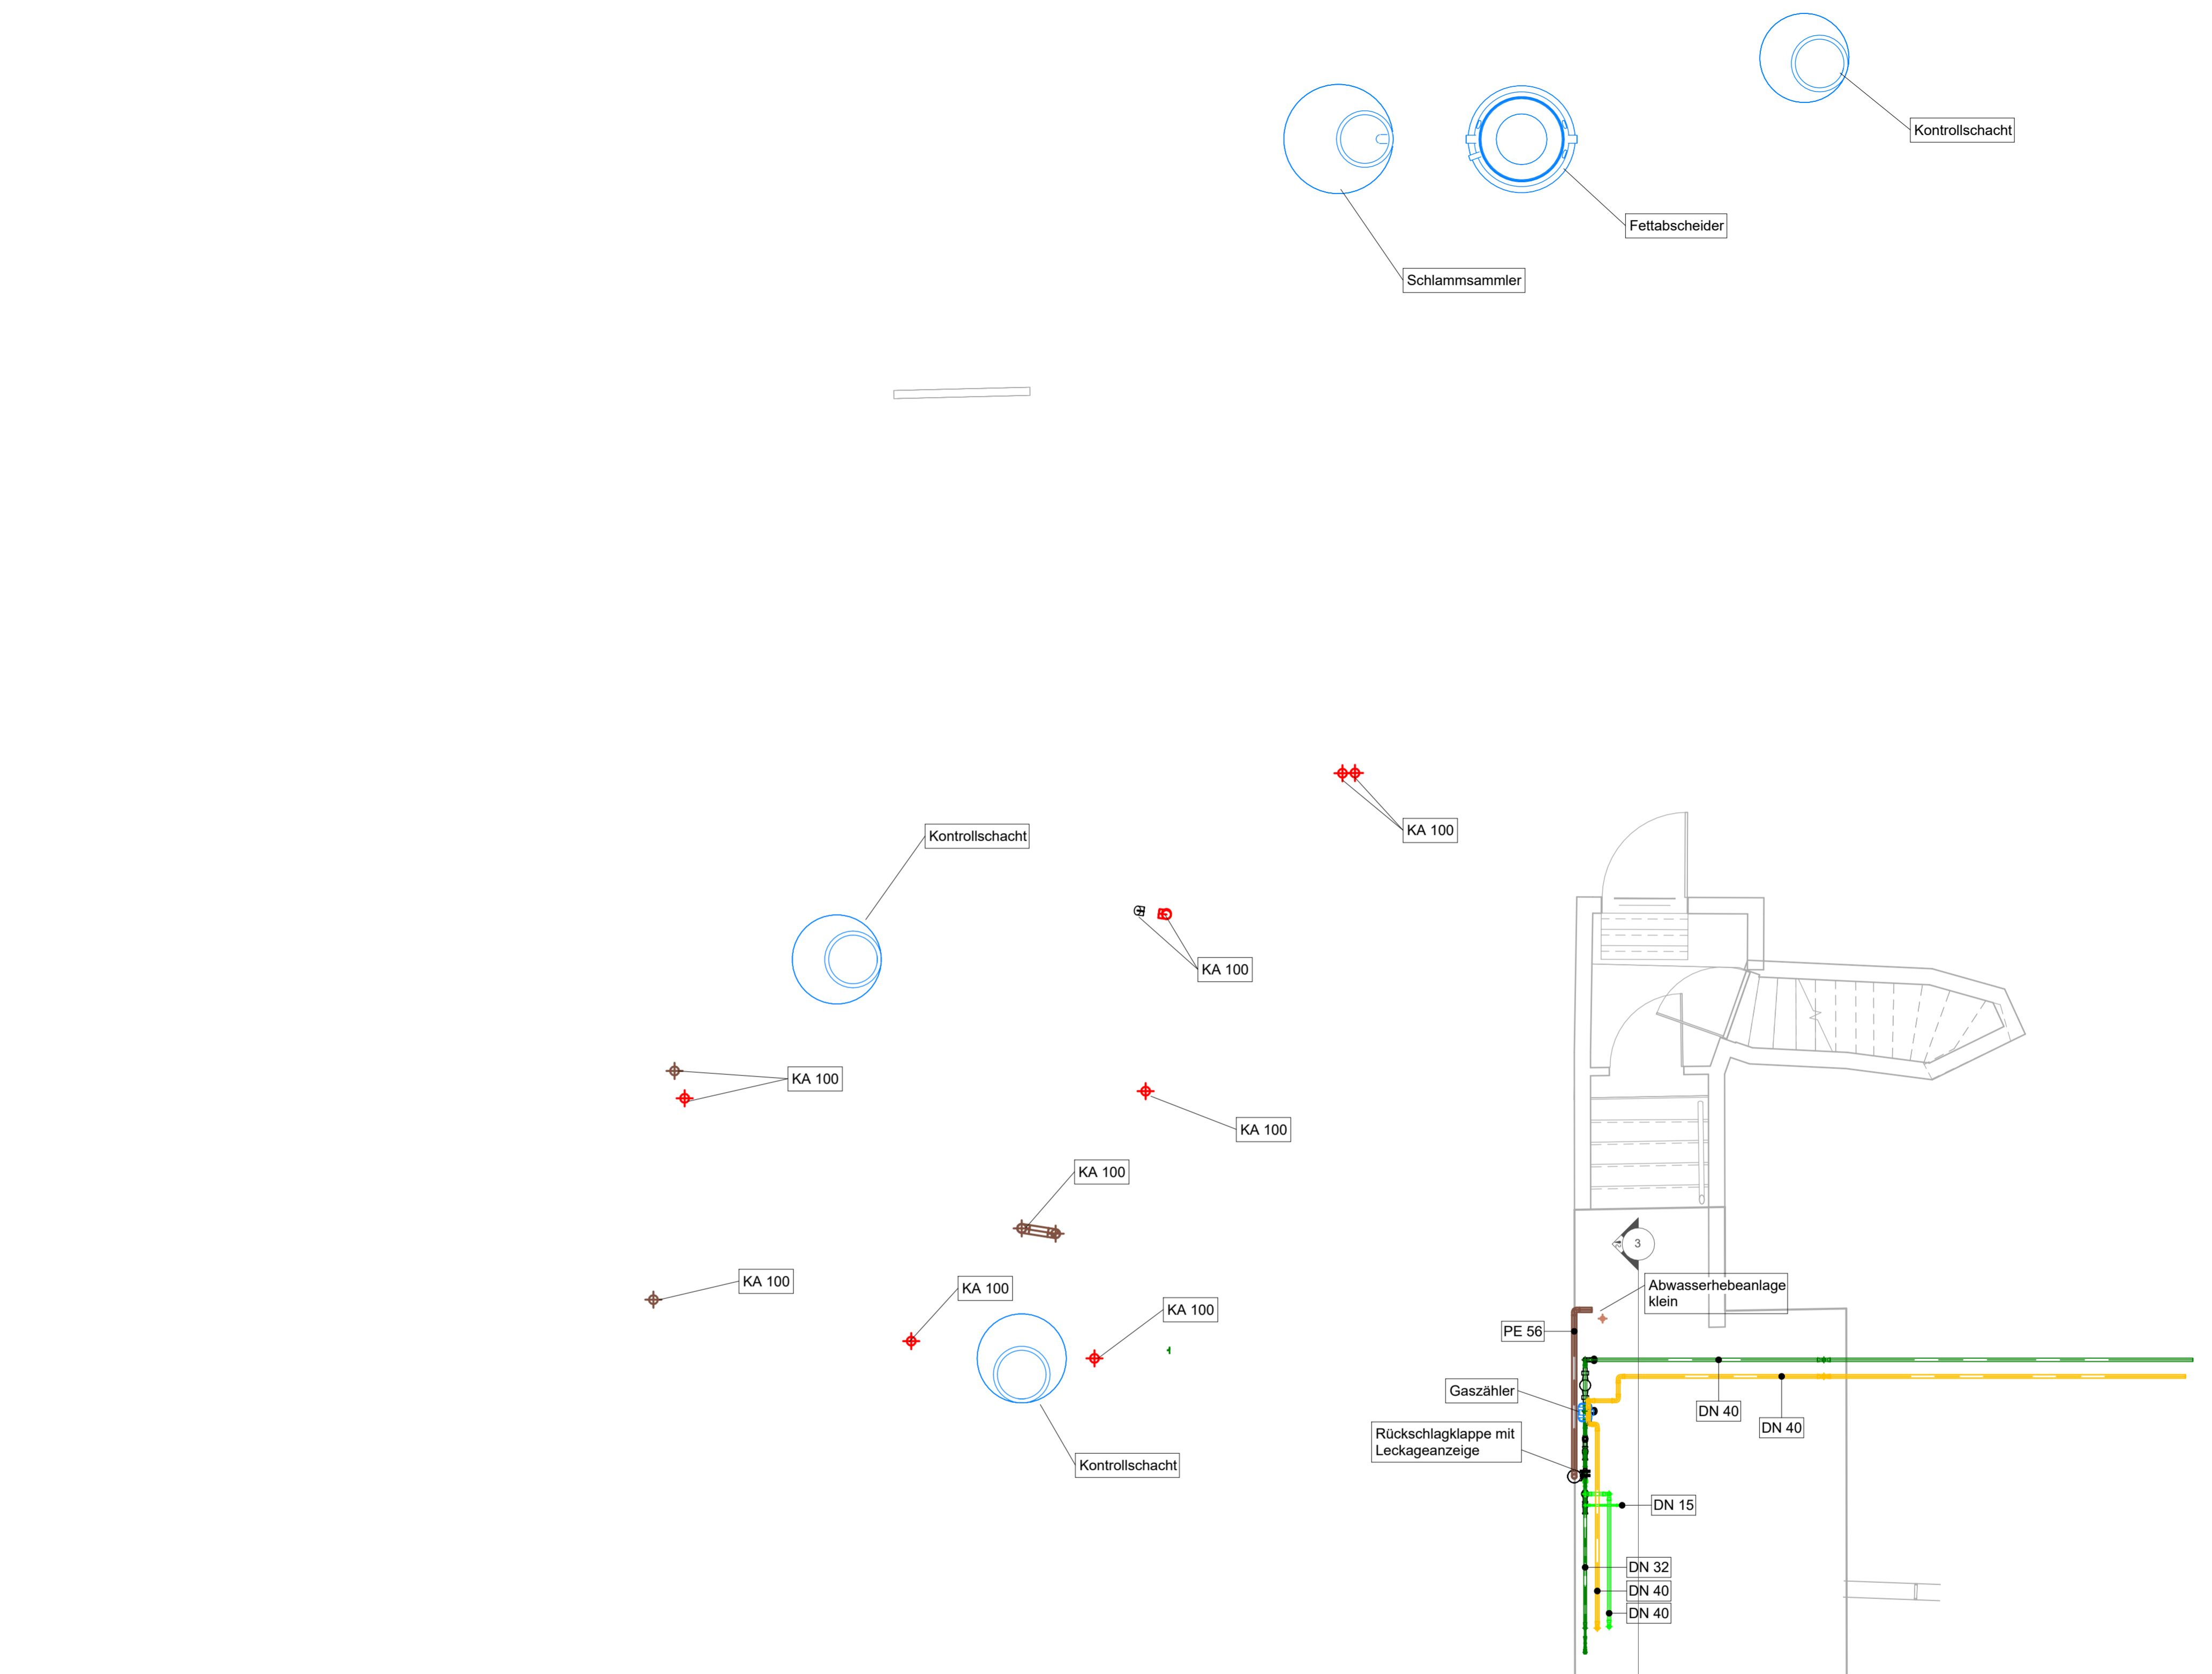 Kontrollschacht
Fettabscheider
Schlammsammler
KA 100
Kontrollschacht
KA 100
KA 100
KA 100
KA 100
KA 100
KA 100
KA 100
3
Abwasserhebeanlage
klein
PE 56
Gaszähler
DN 40
DN 40
Rückschlagklappe mit
Leckageanzeige
Kontrollschacht
DN 15
DN 32
DN 40
DN 40